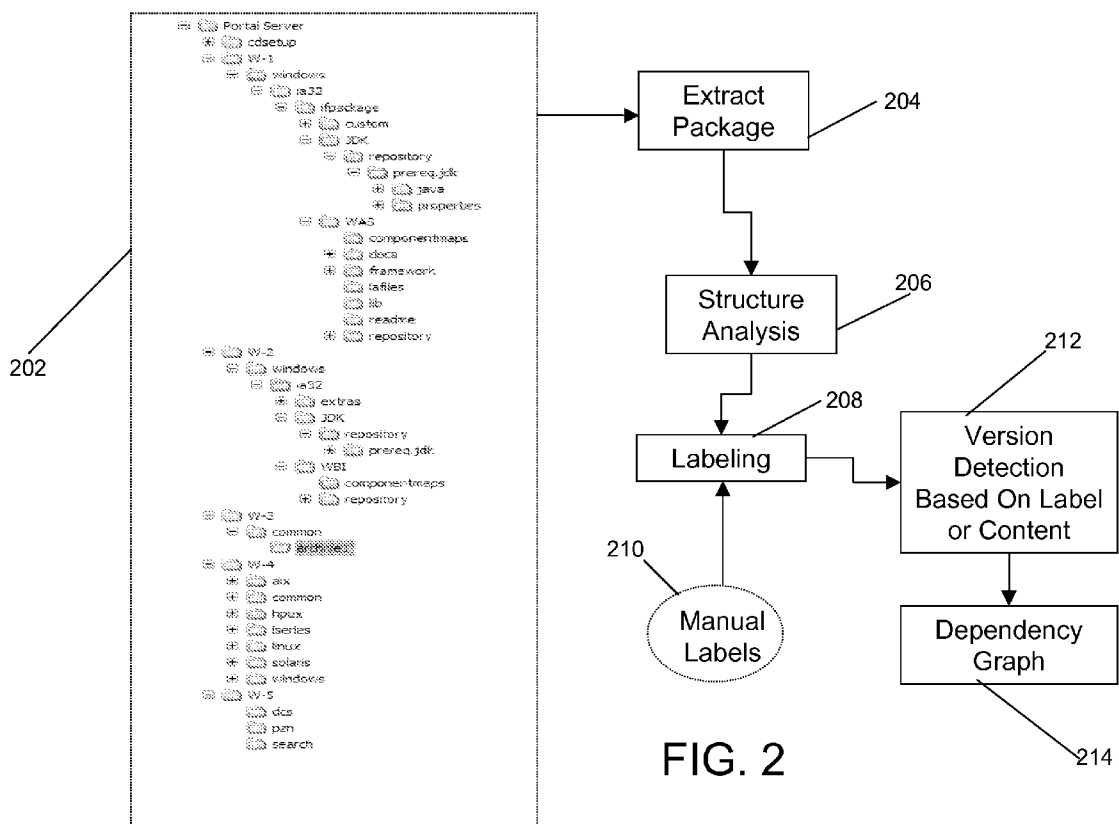 Portal Server
cdsetup
W-1
windows
ia32
ifpackage
custom
JDK
repository
prereq.jdk
java
properties
WAS
componentmaps
docs
framework
iafiles
lib
readme
repository
W-2
windows
ia32
extras
JDK
repository
prereq.jdk
WBI
componentmaps
repository
W-3
common
W-4
aix
common
hpux
iseries
linux
solaris
windows
W-5
dcs
pzn
search
202
Extract
Package
204
Structure
Analysis
206
Labeling
208
210
Manual
Labels
212
Version
Detection
Based On Label
or Content
Dependency
Graph
214
FIG. 2